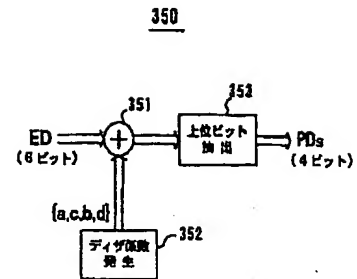 350
351
353
ED
(6ビット)
+
上位ビット
抽出
PDs
(4ビット)
{a,c,b,d}
352
ディザ係数
発生